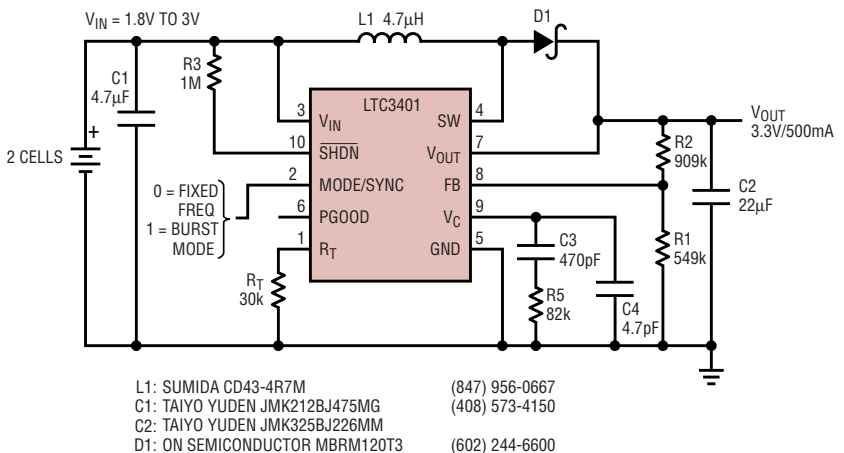 V_IN = 1.8V TO 3V
L1 4.7µH
D1
R3
1M
C1
4.7µF
LTC3401
3
V_IN
SW
4
V_OUT
3.3V/500mA
R2
909k
10
SHDN
V_OUT
7
2 CELLS
+
2
MODE/SYNC
FB
8
0 = FIXED
FREQ
1 = BURST
MODE
C2
22µF
6
PGOOD
V_C
9
1
R_T
GND
5
C3
470pF
R1
549k
R_T
30k
R5
82k
C4
4.7pF
L1: SUMIDA CD43-4R7M (847) 956-0667
C1: TAIYO YUDEN JMK212BJ475MG (408) 573-4150
C2: TAIYO YUDEN JMK325BJ226MM
D1: ON SEMICONDUCTOR MBRM120T3 (602) 244-6600